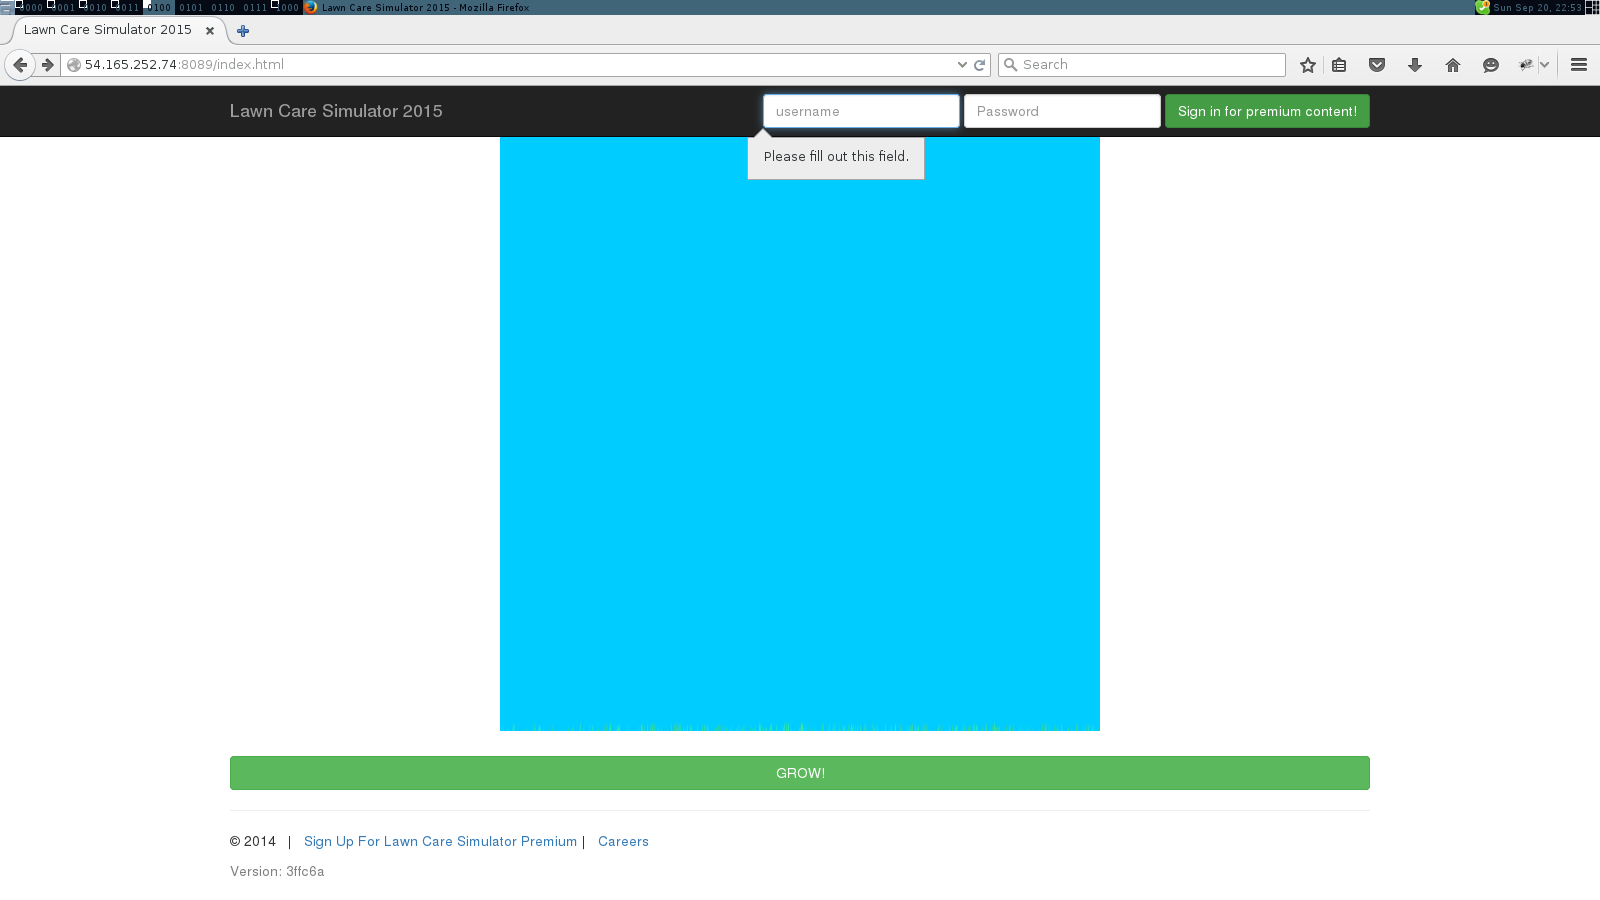 0000 0001 0010 0011 0100 0101 0110 0111 1000 Lawn Care Simulator 2015 - Mozilla Firefox Sun Sep 20, 22:53
Lawn Care Simulator 2015
54.165.252.74:8089/index.html Search
Lawn Care Simulator 2015 username Password Sign in for premium content!
Please fill out this field.
GROW!
© 2014 | Sign Up For Lawn Care Simulator Premium | Careers
Version: 3ffc6a